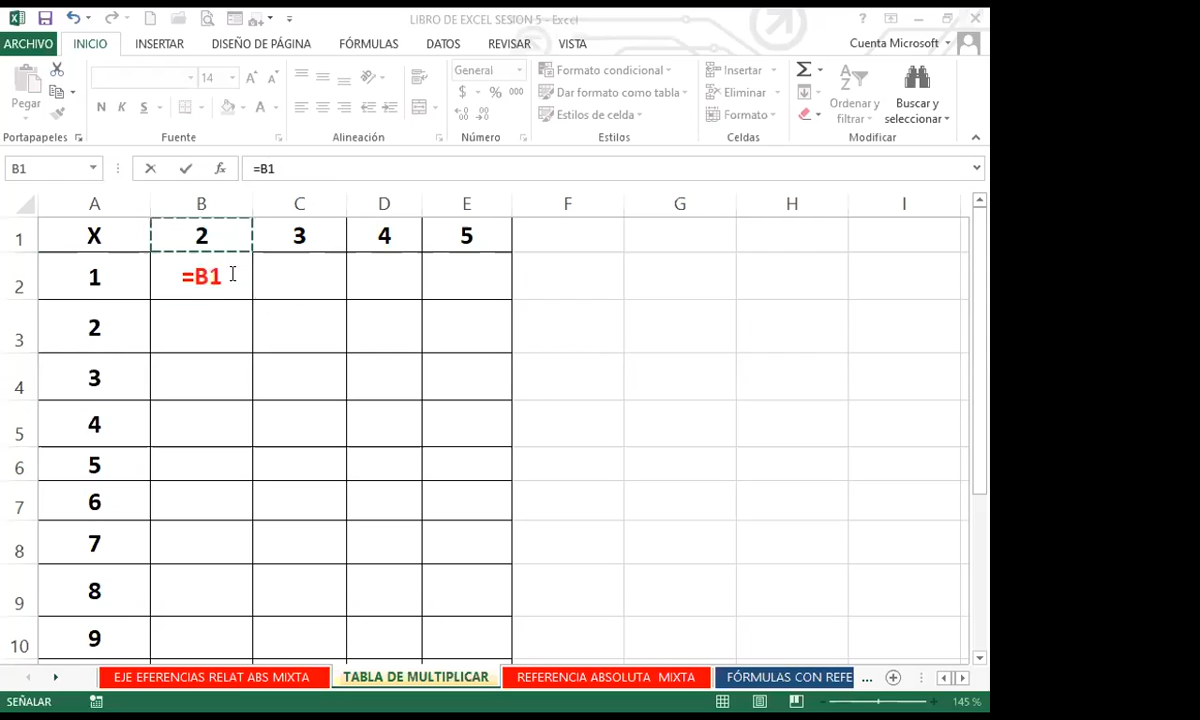 LIBRO DE EXCEL SESION 5 - Excel
?
ARCHIVO INICIO INSERTAR DISEÑO DE PÁGINA FÓRMULAS DATOS REVISAR VISTA Cuenta Microsoft
Pegar
14 A A
N K S A
General
$ % 000
Formato condicional
Dar formato como tabla
Estilos de celda
Insertar
Eliminar
Formato
Σ
Ordenar y filtrar
Buscar y seleccionar
Portapapeles Fuente Alineación Número Estilos Celdas Modificar
B1 fx =B1
A B C D E F G H I
1 X 2 3 4 5
2 1 =B1
3 2
4 3
5 4
6 5
7 6
8 7
9 8
10 9
EJE EFERENCIAS RELAT ABS MIXTA TABLA DE MULTIPLICAR REFERENCIA ABSOLUTA MIXTA FÓRMULAS CON REFE ...
SEÑALAR 145 %